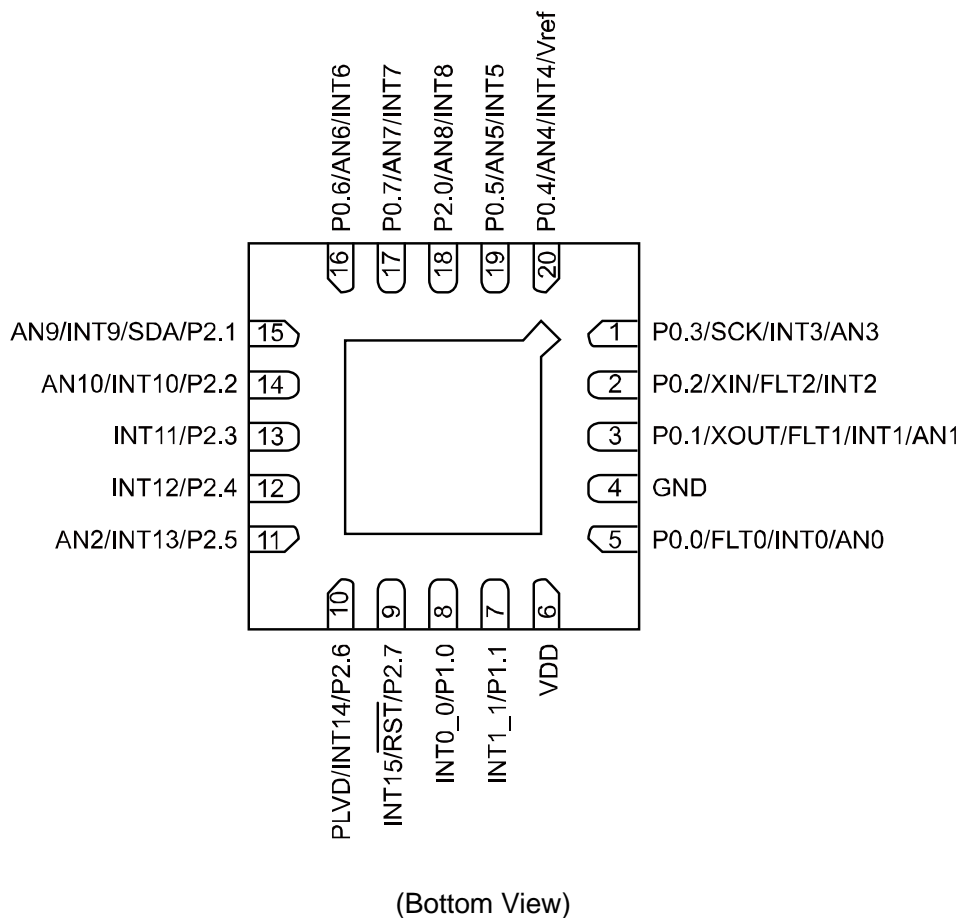 P0.6/AN6/INT6
P0.7/AN7/INT7
P2.0/AN8/INT8
P0.5/AN5/INT5
P0.4/AN4/INT4/Vref
16
17
18
19
20
AN9/INT9/SDA/P2.1 15
1 P0.3/SCK/INT3/AN3
AN10/INT10/P2.2 14
2 P0.2/XIN/FLT2/INT2
INT11/P2.3 13
3 P0.1/XOUT/FLT1/INT1/AN1
INT12/P2.4 12
4 GND
AN2/INT13/P2.5 11
5 P0.0/FLT0/INT0/AN0
10
9
8
7
6
PLVD/INT14/P2.6
INT15/RST/P2.7
INT0_0/P1.0
INT1_1/P1.1
VDD
(Bottom View)